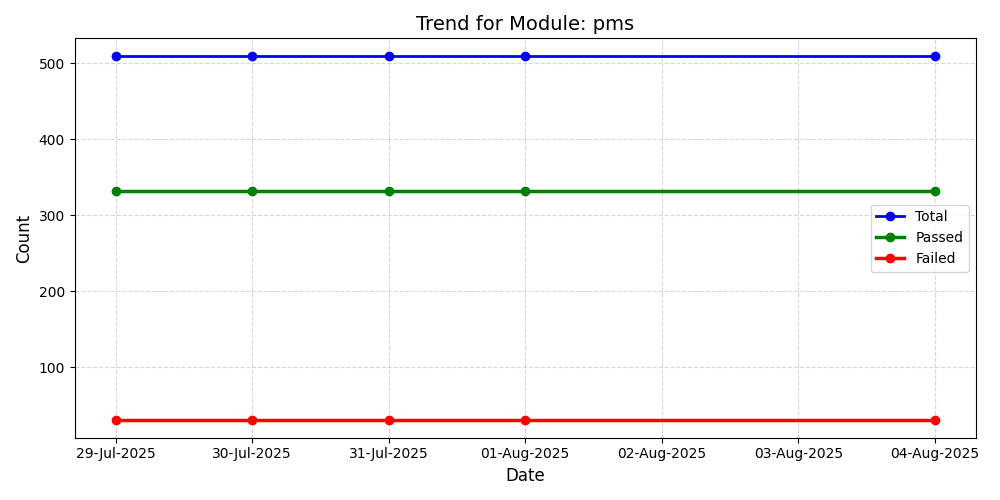 Trend for Module: pms
500
400
300
200
100
Count
Total
Passed
Failed
29-Jul-2025 30-Jul-2025 31-Jul-2025 01-Aug-2025 02-Aug-2025 03-Aug-2025 04-Aug-2025
Date